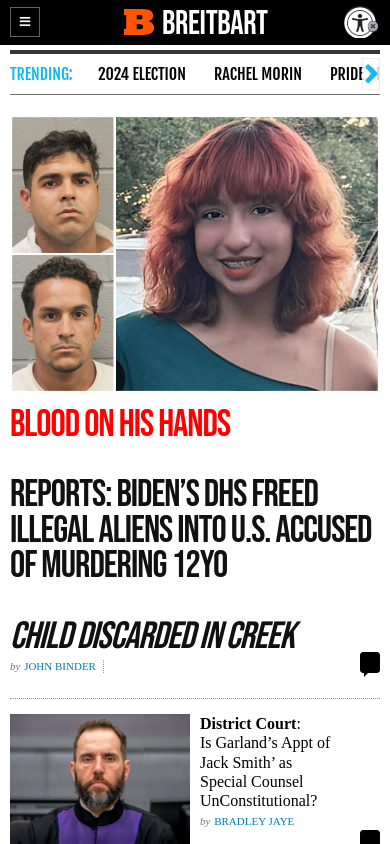 BREITBART
TRENDING:
2024 ELECTION
RACHEL MORIN
PRIDE
BLOOD ON HIS HANDS
REPORTS: BIDEN’S DHS FREED
ILLEGAL ALIENS INTO U.S. ACCUSED
OF MURDERING 12YO
CHILD DISCARDED IN CREEK
by JOHN BINDER
District Court:
Is Garland’s Appt of
Jack Smith’ as
Special Counsel
UnConstitutional?
by BRADLEY JAYE